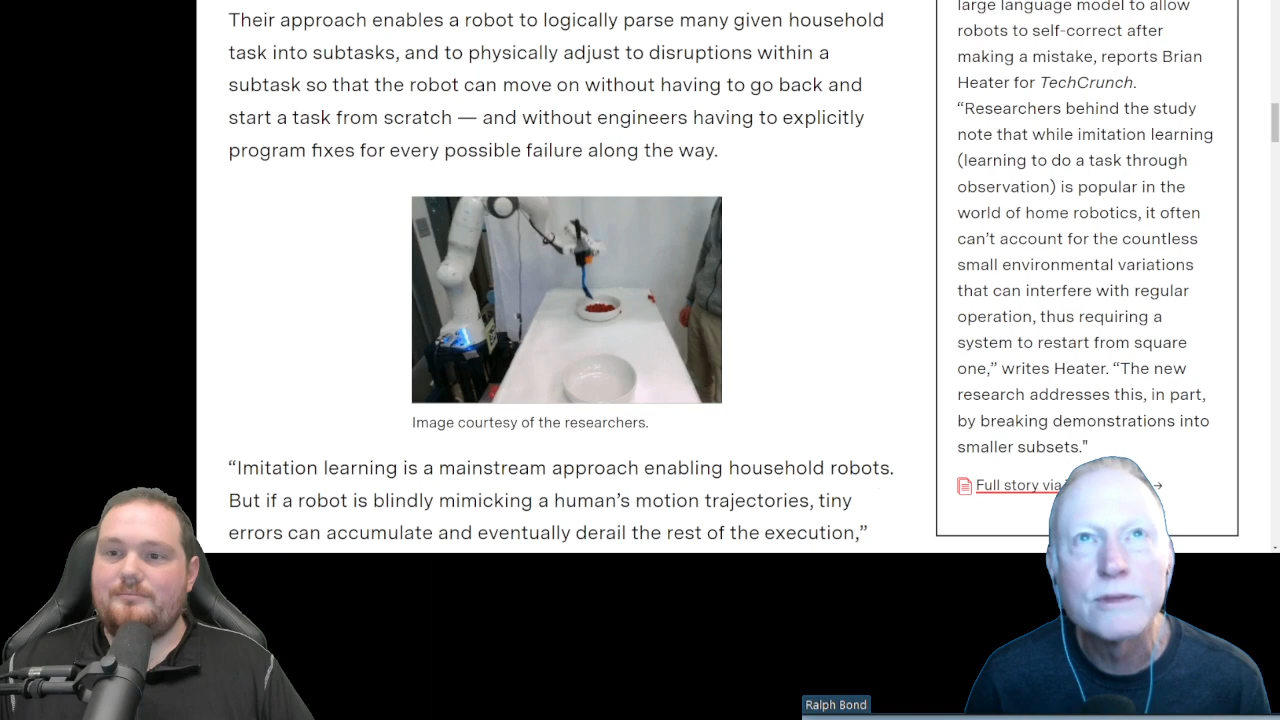 Their approach enables a robot to logically parse many given household
task into subtasks, and to physically adjust to disruptions within a
subtask so that the robot can move on without having to go back and
start a task from scratch — and without engineers having to explicitly
program fixes for every possible failure along the way.
Image courtesy of the researchers.
“Imitation learning is a mainstream approach enabling household robots.
But if a robot is blindly mimicking a human’s motion trajectories, tiny
errors can accumulate and eventually derail the rest of the execution,”
large language model to allow
robots to self-correct after
making a mistake, reports Brian
Heater for TechCrunch.
“Researchers behind the study
note that while imitation learning
(learning to do a task through
observation) is popular in the
world of home robotics, it often
can’t account for the countless
small environmental variations
that can interfere with regular
operation, thus requiring a
system to restart from square
one,” writes Heater. “The new
research addresses this, in part,
by breaking demonstrations into
smaller subsets."
Full story via
Ralph Bond